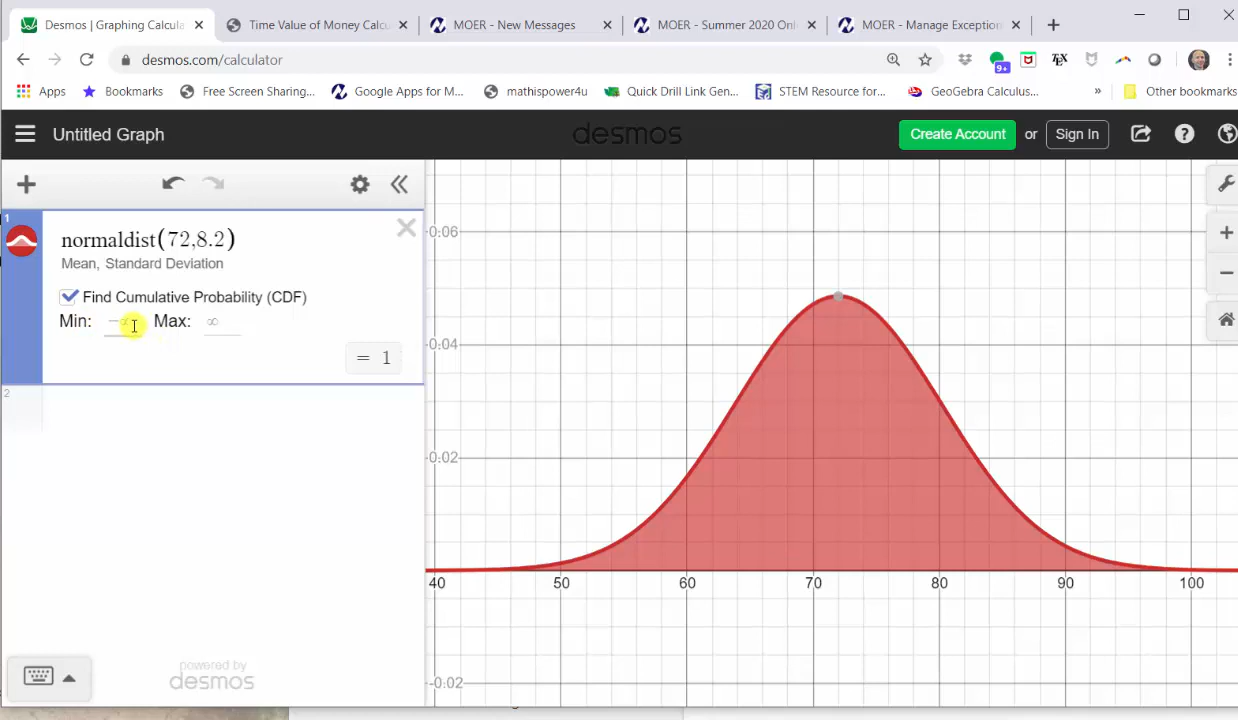 Desmos | Graphing Calcula
Time Value of Money Calcu
MOER - New Messages
MOER - Summer 2020 Onl
MOER - Manage Exception
desmos.com/calculator
9+
TEX
Apps
Bookmarks
Free Screen Sharing...
Google Apps for M...
mathispower4u
Quick Drill Link Gen...
STEM Resource for...
GeoGebra Calculus...
»
Other bookmarks
Untitled Graph
desmos
Create Account
or
Sign In
1
normaldist(72,8.2)
Mean, Standard Deviation
Find Cumulative Probability (CDF)
Min: -∞ Max: ∞
= 1
2
powered by
desmos
0.06
0.04
0.02
40
50
60
70
80
90
100
-0.02